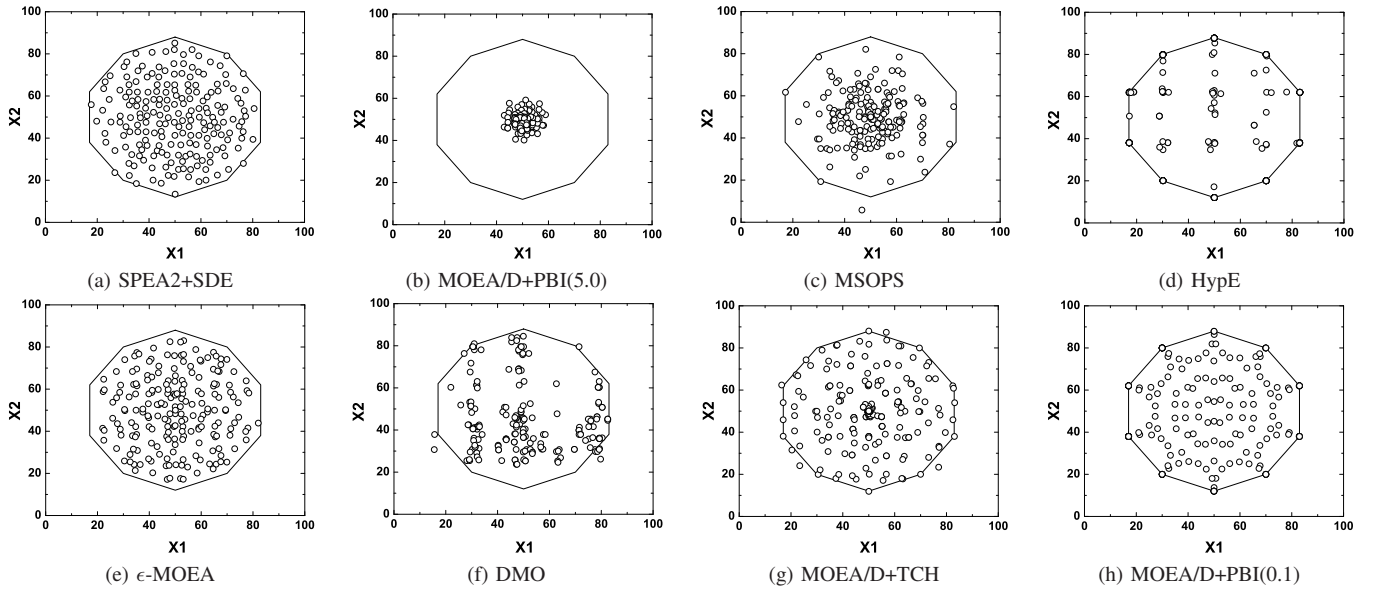 100
80
60
40
20
0
X2
0 20 40 60 80 100
X1
(a) SPEA2+SDE
100
80
60
40
20
0
X2
0 20 40 60 80 100
X1
(b) MOEA/D+PBI(5.0)
100
80
60
40
20
0
X2
0 20 40 60 80 100
X1
(c) MSOPS
100
80
60
40
20
0
X2
0 20 40 60 80 100
X1
(d) HypE
100
80
60
40
20
0
X2
0 20 40 60 80 100
X1
(e) ϵ-MOEA
100
80
60
40
20
0
X2
0 20 40 60 80 100
X1
(f) DMO
100
80
60
40
20
0
X2
0 20 40 60 80 100
X1
(g) MOEA/D+TCH
100
80
60
40
20
0
X2
0 20 40 60 80 100
X1
(h) MOEA/D+PBI(0.1)